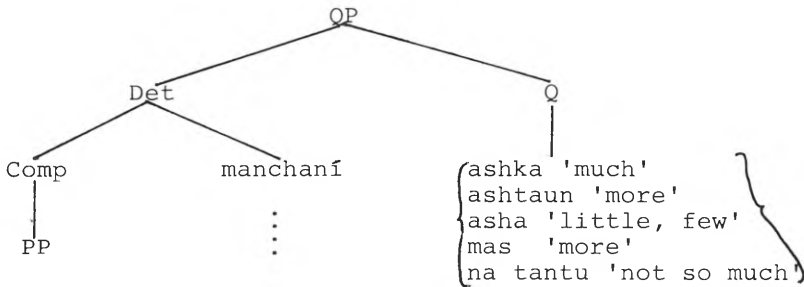 QP
Det Q
Comp manchaní ashka 'much'
ashtaun 'more'
asha 'little, few'
PP mas 'more'
na tantu 'not so much'